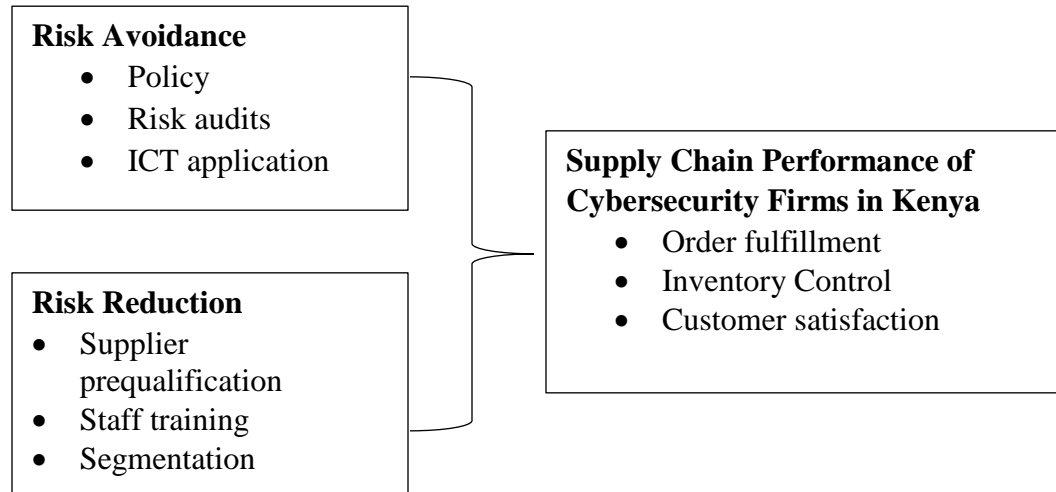 Risk Avoidance
• Policy
• Risk audits
• ICT application
Risk Reduction
• Supplier
prequalification
• Staff training
• Segmentation
Supply Chain Performance of
Cybersecurity Firms in Kenya
• Order fulfillment
• Inventory Control
• Customer satisfaction